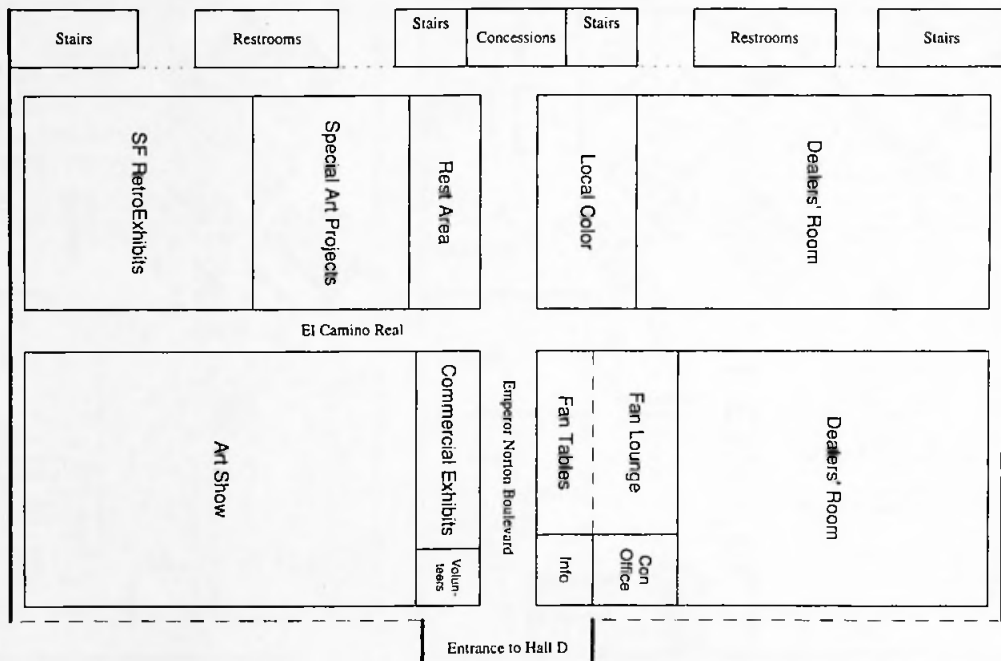 Stairs
Restrooms
Stairs
Concessions
Stairs
Restrooms
Stairs
SF RetroExhibits
Special Art Projects
Rest Area
Local Color
Dealers' Room
El Camino Real
Art Show
Commercial Exhibits
Volun-
teers
Emperor Norton Boulevard
Fan Tables
Fan Lounge
Info
Con
Office
Dealers' Room
Entrance to Hall D